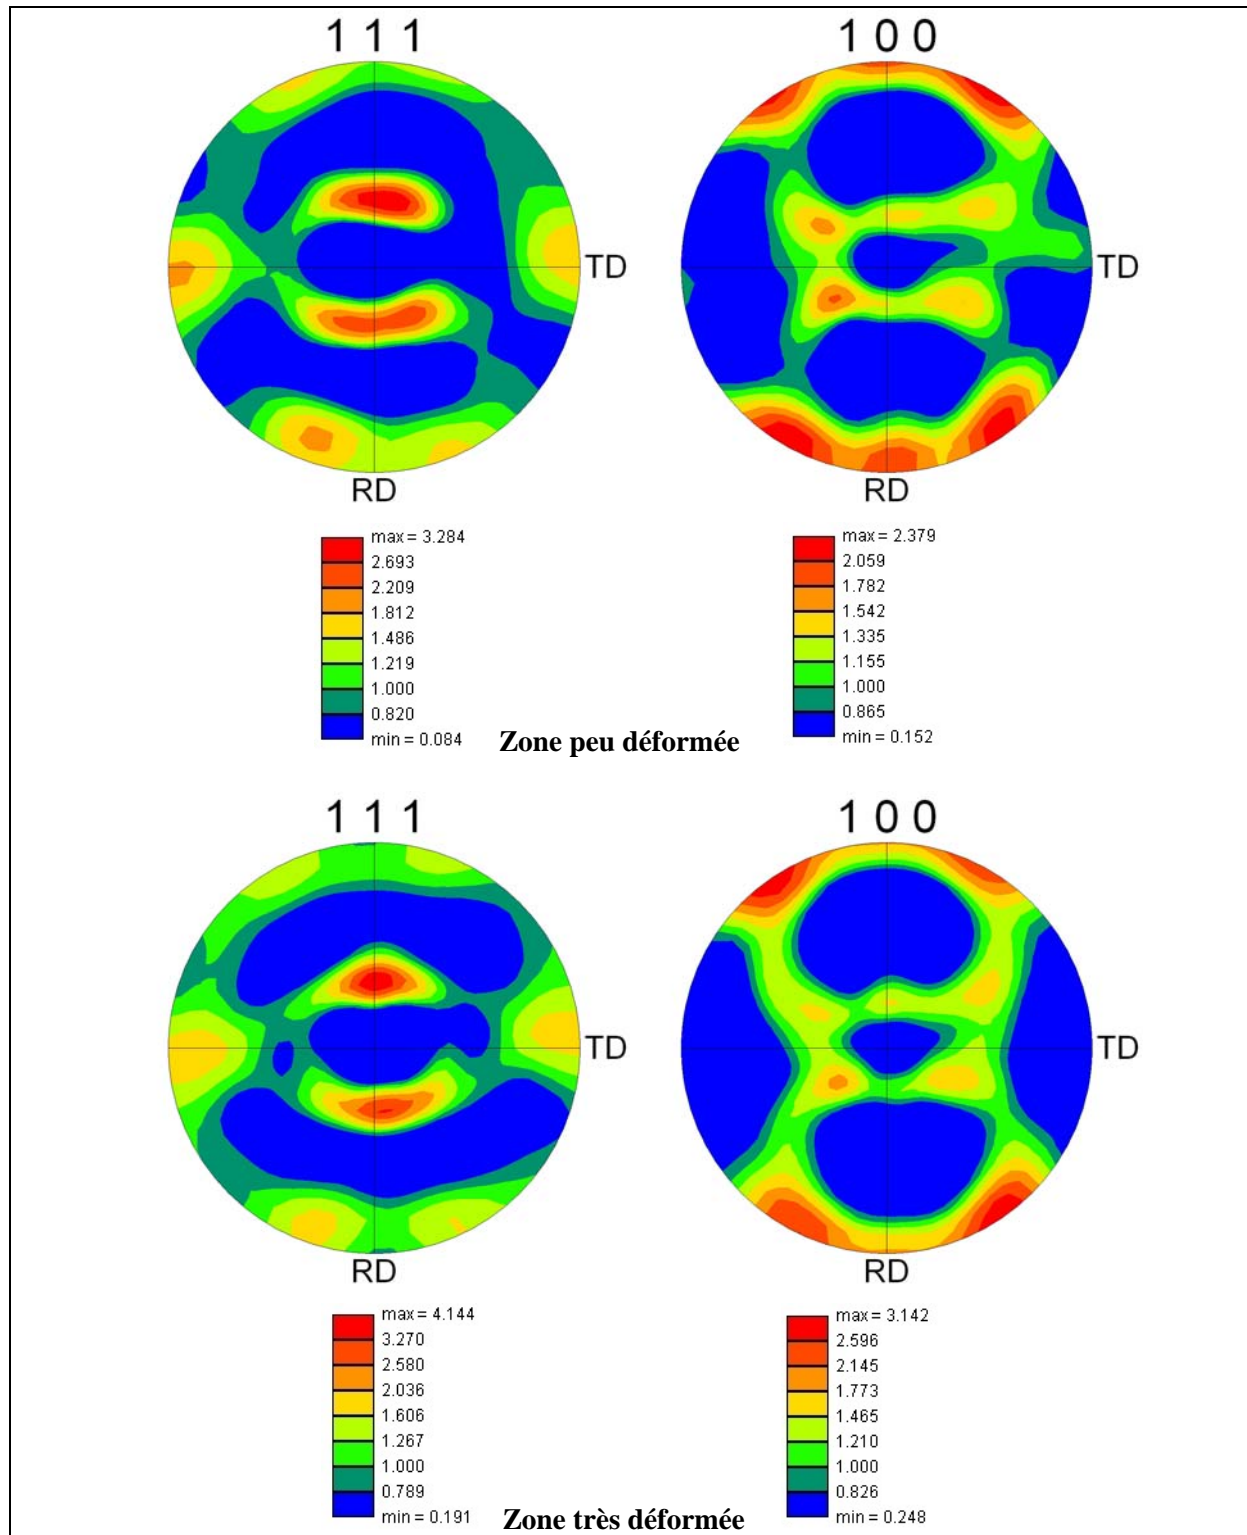 1 1 1
1 0 0
TD
TD
RD
RD
max = 3.284
2.693
2.209
1.812
1.486
1.219
1.000
0.820
min = 0.084
max = 2.379
2.059
1.782
1.542
1.335
1.155
1.000
0.865
min = 0.152
Zone peu déformée
1 1 1
1 0 0
TD
TD
RD
RD
max = 4.144
3.270
2.580
2.036
1.606
1.267
1.000
0.789
min = 0.191
max = 3.142
2.596
2.145
1.773
1.465
1.210
1.000
0.826
min = 0.248
Zone très déformée